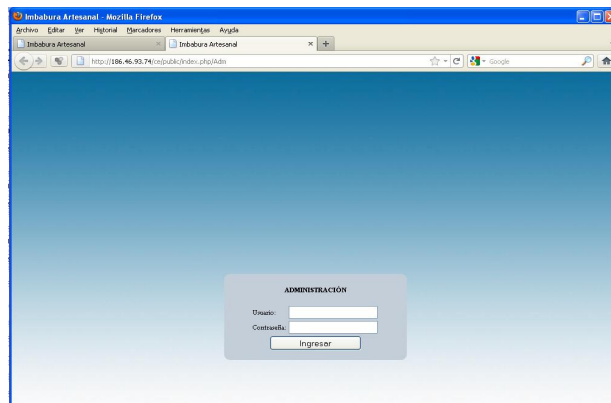 Imbabura Artesanal - Mozilla Firefox
Archivo Editar Ver Historial Marcadores Herramientas Ayuda
Imbabura Artesanal Imbabura Artesanal
http://186.46.93.74/ce/public/index.php/Adm Google
ADMINISTRACIÓN
Usuario:
Contraseña:
Ingresar